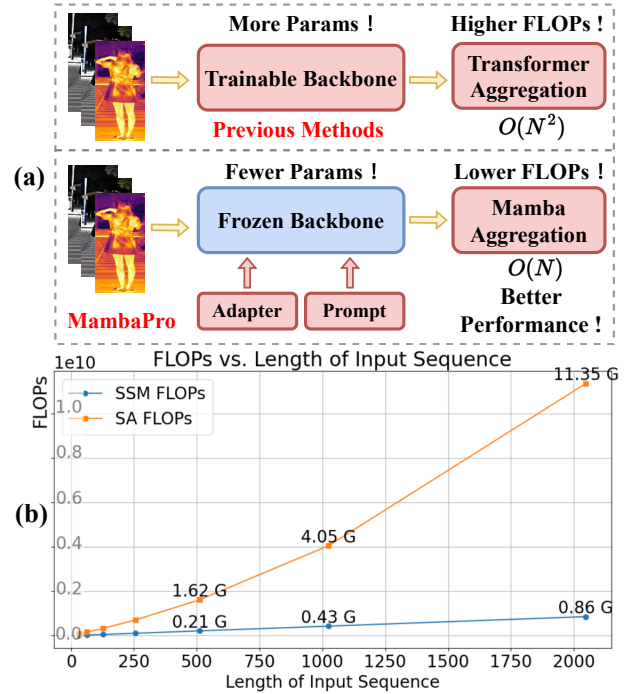 More Params !
Higher FLOPs !
Trainable Backbone
Transformer
Aggregation
Previous Methods
O(N²)
(a)
Fewer Params !
Lower FLOPs !
Frozen Backbone
Mamba
Aggregation
O(N)
Adapter
Prompt
Better
Performance !
MambaPro
FLOPs vs. Length of Input Sequence
1e10
SSM FLOPs
SA FLOPs
11.35 G
FLOPs
1.0
0.8
0.6
(b)
0.4
4.05 G
0.2
1.62 G
0.0
0.21 G
0.43 G
0.86 G
0
250
500
750
1000
1250
1500
1750
2000
Length of Input Sequence